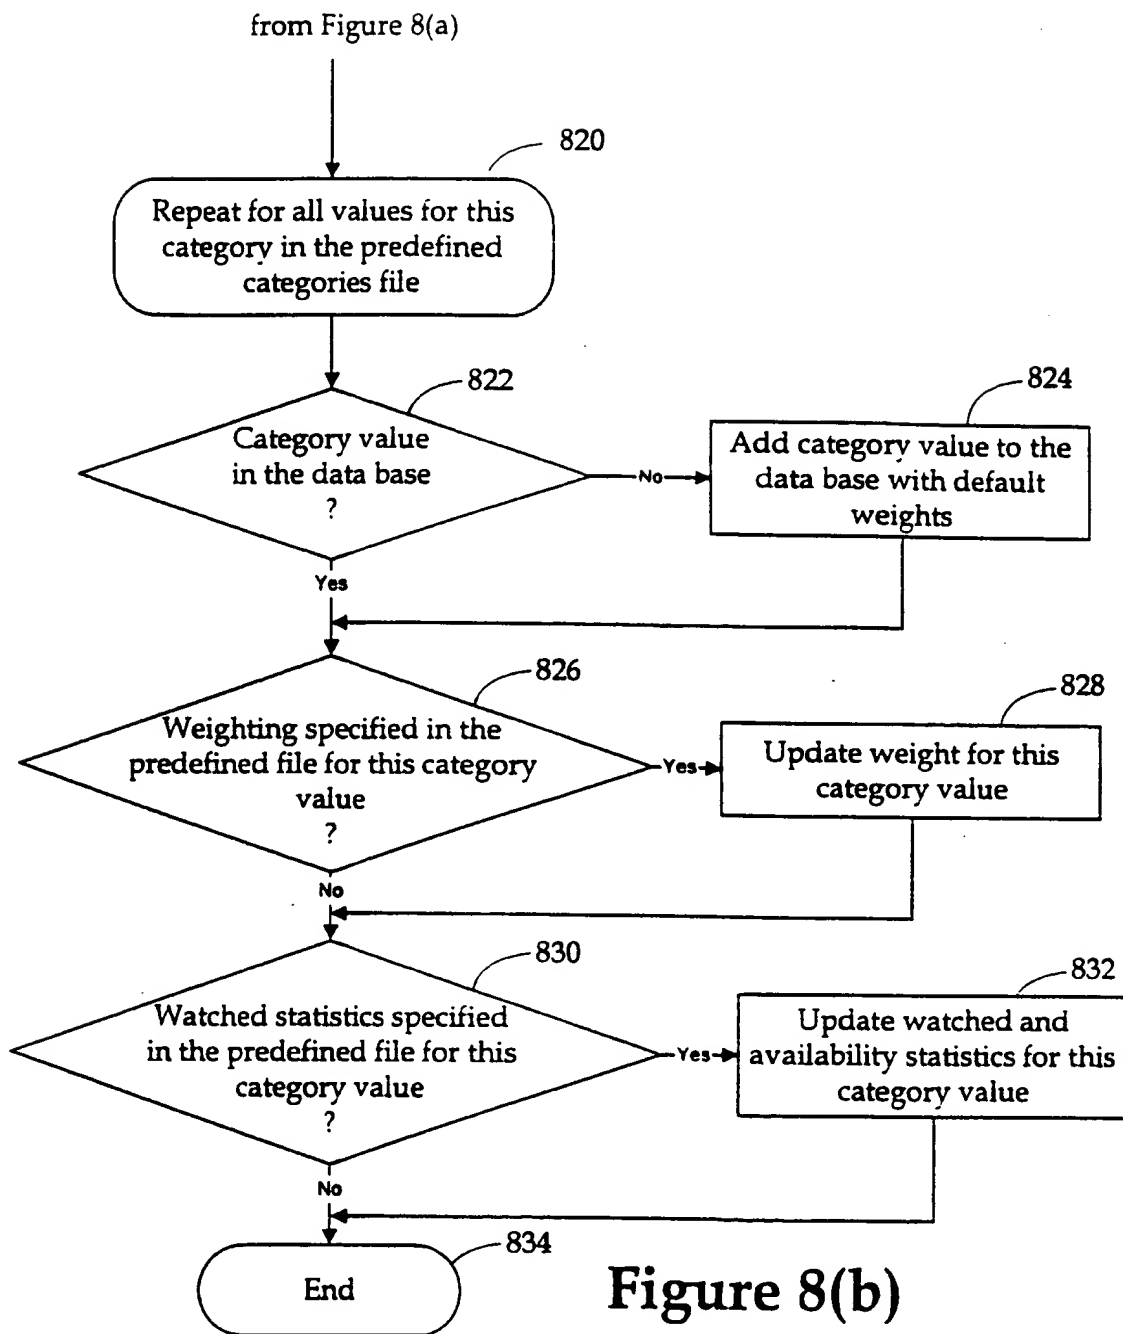 from Figure 8(a)
820
Repeat for all values for this
category in the predefined
categories file
822
Category value
in the data base
?
No
824
Add category value to the
data base with default
weights
Yes
826
Weighting specified in the
predefined file for this category
value
?
Yes
828
Update weight for this
category value
No
830
Watched statistics specified
in the predefined file for this
category value
?
Yes
832
Update watched and
availability statistics for this
category value
No
834
End
Figure 8(b)